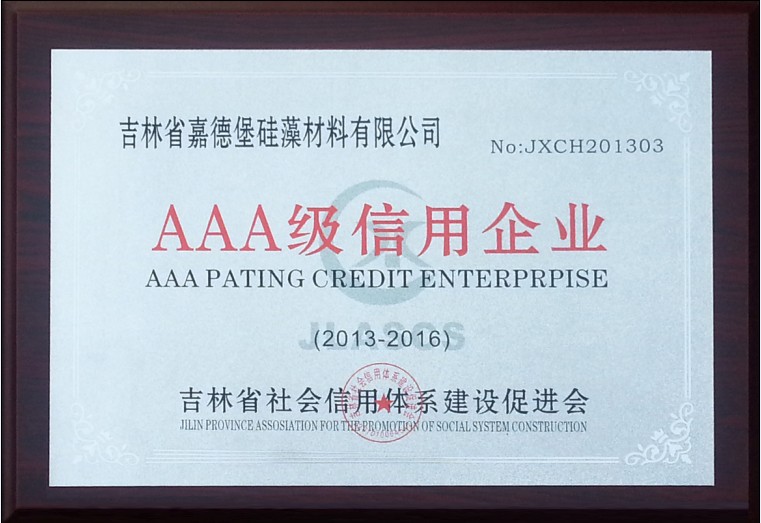 吉林省嘉德堡硅藻材料有限公司
No:JXCH201303
AAA级信用企业
AAA PATING CREDIT ENTERPRPISE
JLASCS
(2013-2016)
吉林省社会信用体系建设促进会
JILIN PROVINCE ASSOSIATION FOR THE PROMOTION OF SOCIAL SYSTEM CONSTRUCTION